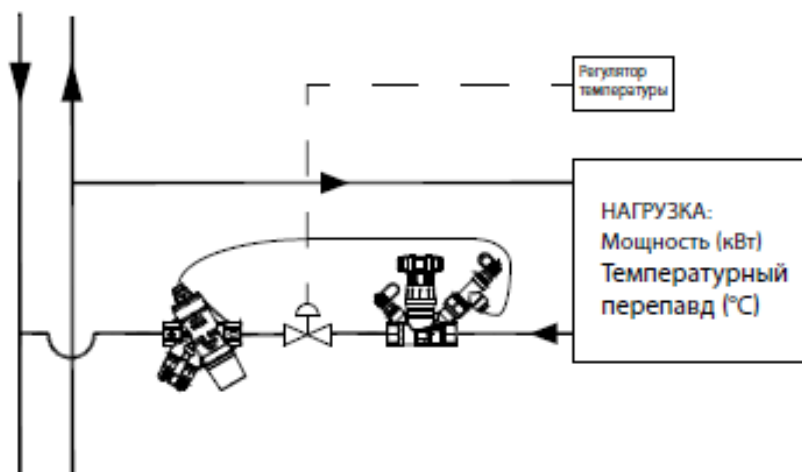 Регулятор
температуры
НАГРУЗКА:
Мощность (кВт)
Температурный
перепавд (°C)